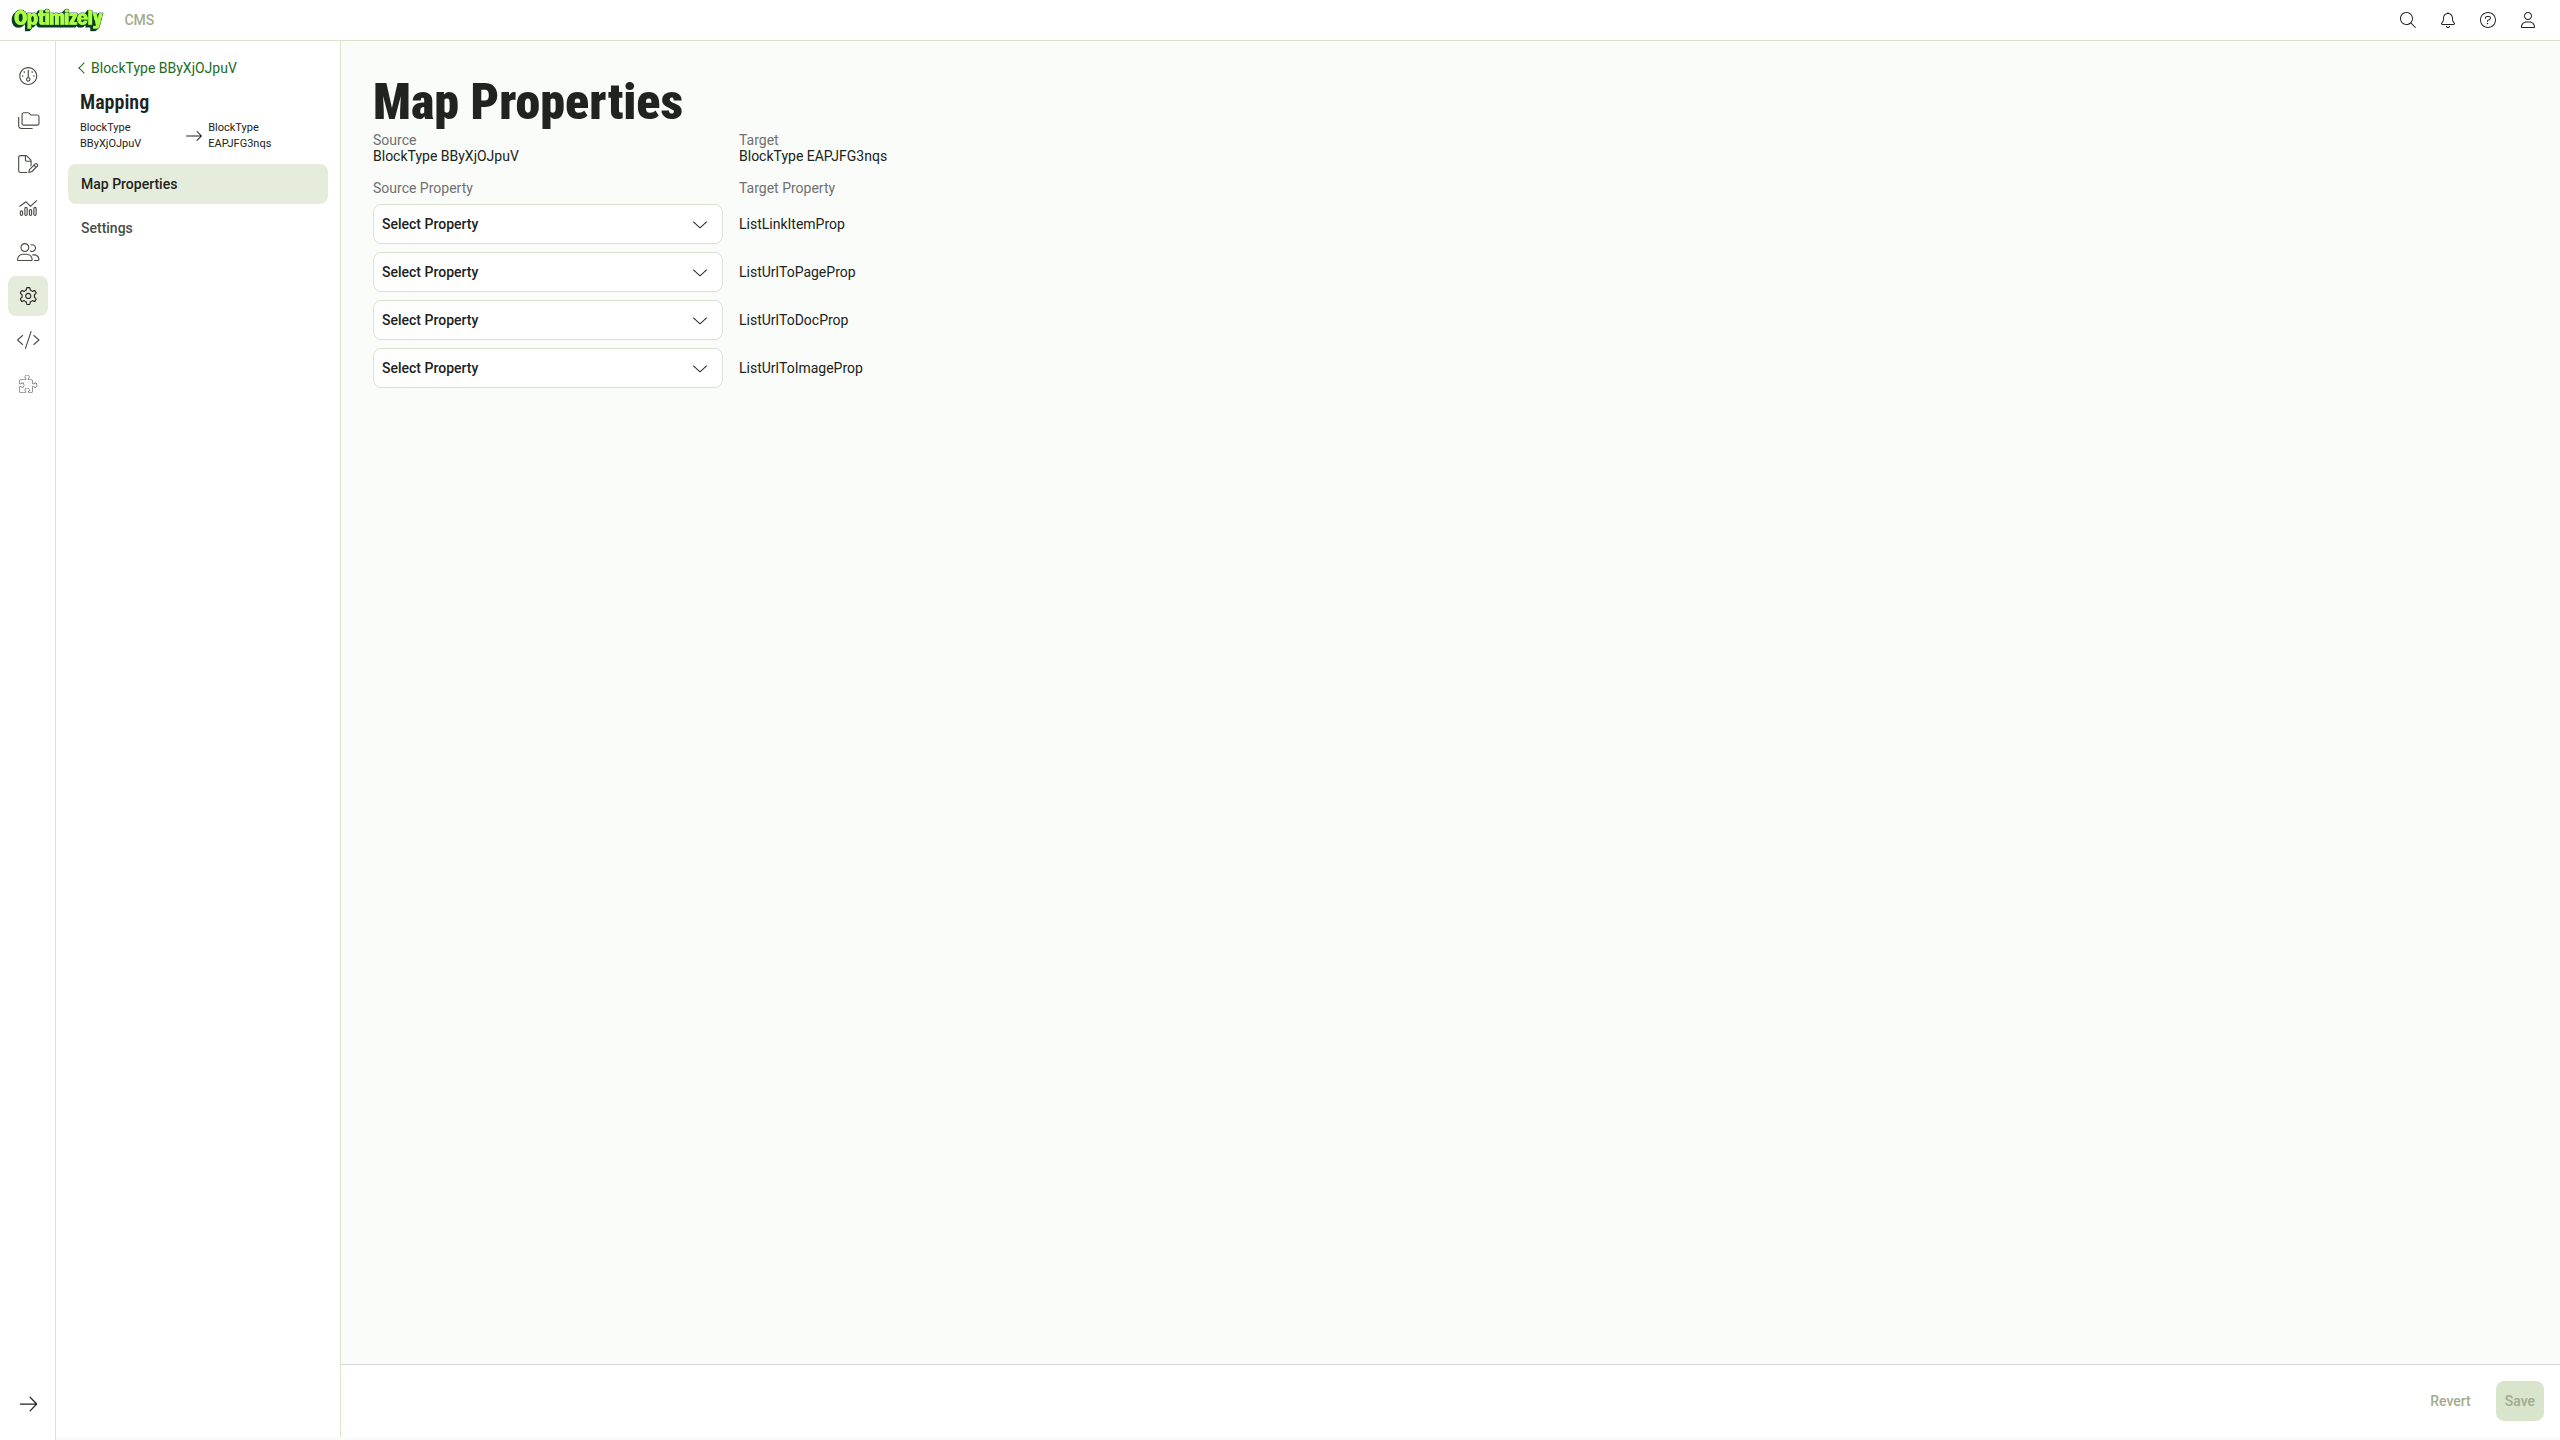 Optimizely CMS
BlockType BByXjOJpuV
Mapping
BlockType BByXjOJpuV
BlockType EAPJFG3nqs
Map Properties
Settings
Map Properties
Source Target
BlockType BByXjOJpuV BlockType EAPJFG3nqs
Source Property Target Property
Select Property ListLinkItemProp
Select Property ListUrlToPageProp
Select Property ListUrlToDocProp
Select Property ListUrlToImageProp
Revert Save